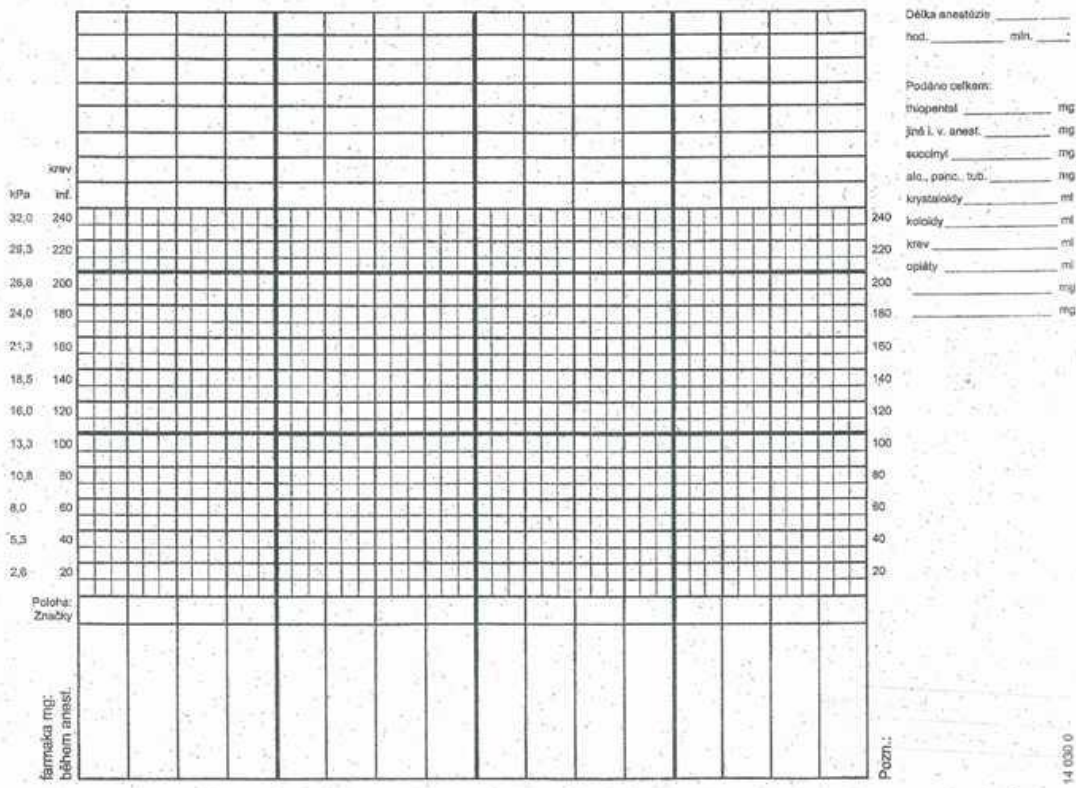 Délka anestézie
hod. min.
Podáno celkem:
thiopental mg
jiné i. v. anest. mg
succinyl mg
alc., panc., tub. mg
krystaloidy ml
koloidy ml
krev ml
opiáty ml
mg
mg
krev
kPa inf.
32,0 240 240
29,3 220 220
26,8 200 200
24,0 180 180
21,3 160 160
18,5 140 140
16,0 120 120
13,3 100 100
10,8 80 80
8,0 60 60
5,3 40 40
2,6 20 20
Poloha:
Značky
farmaka mg:
během anest.
Pozn.:
14 030 0